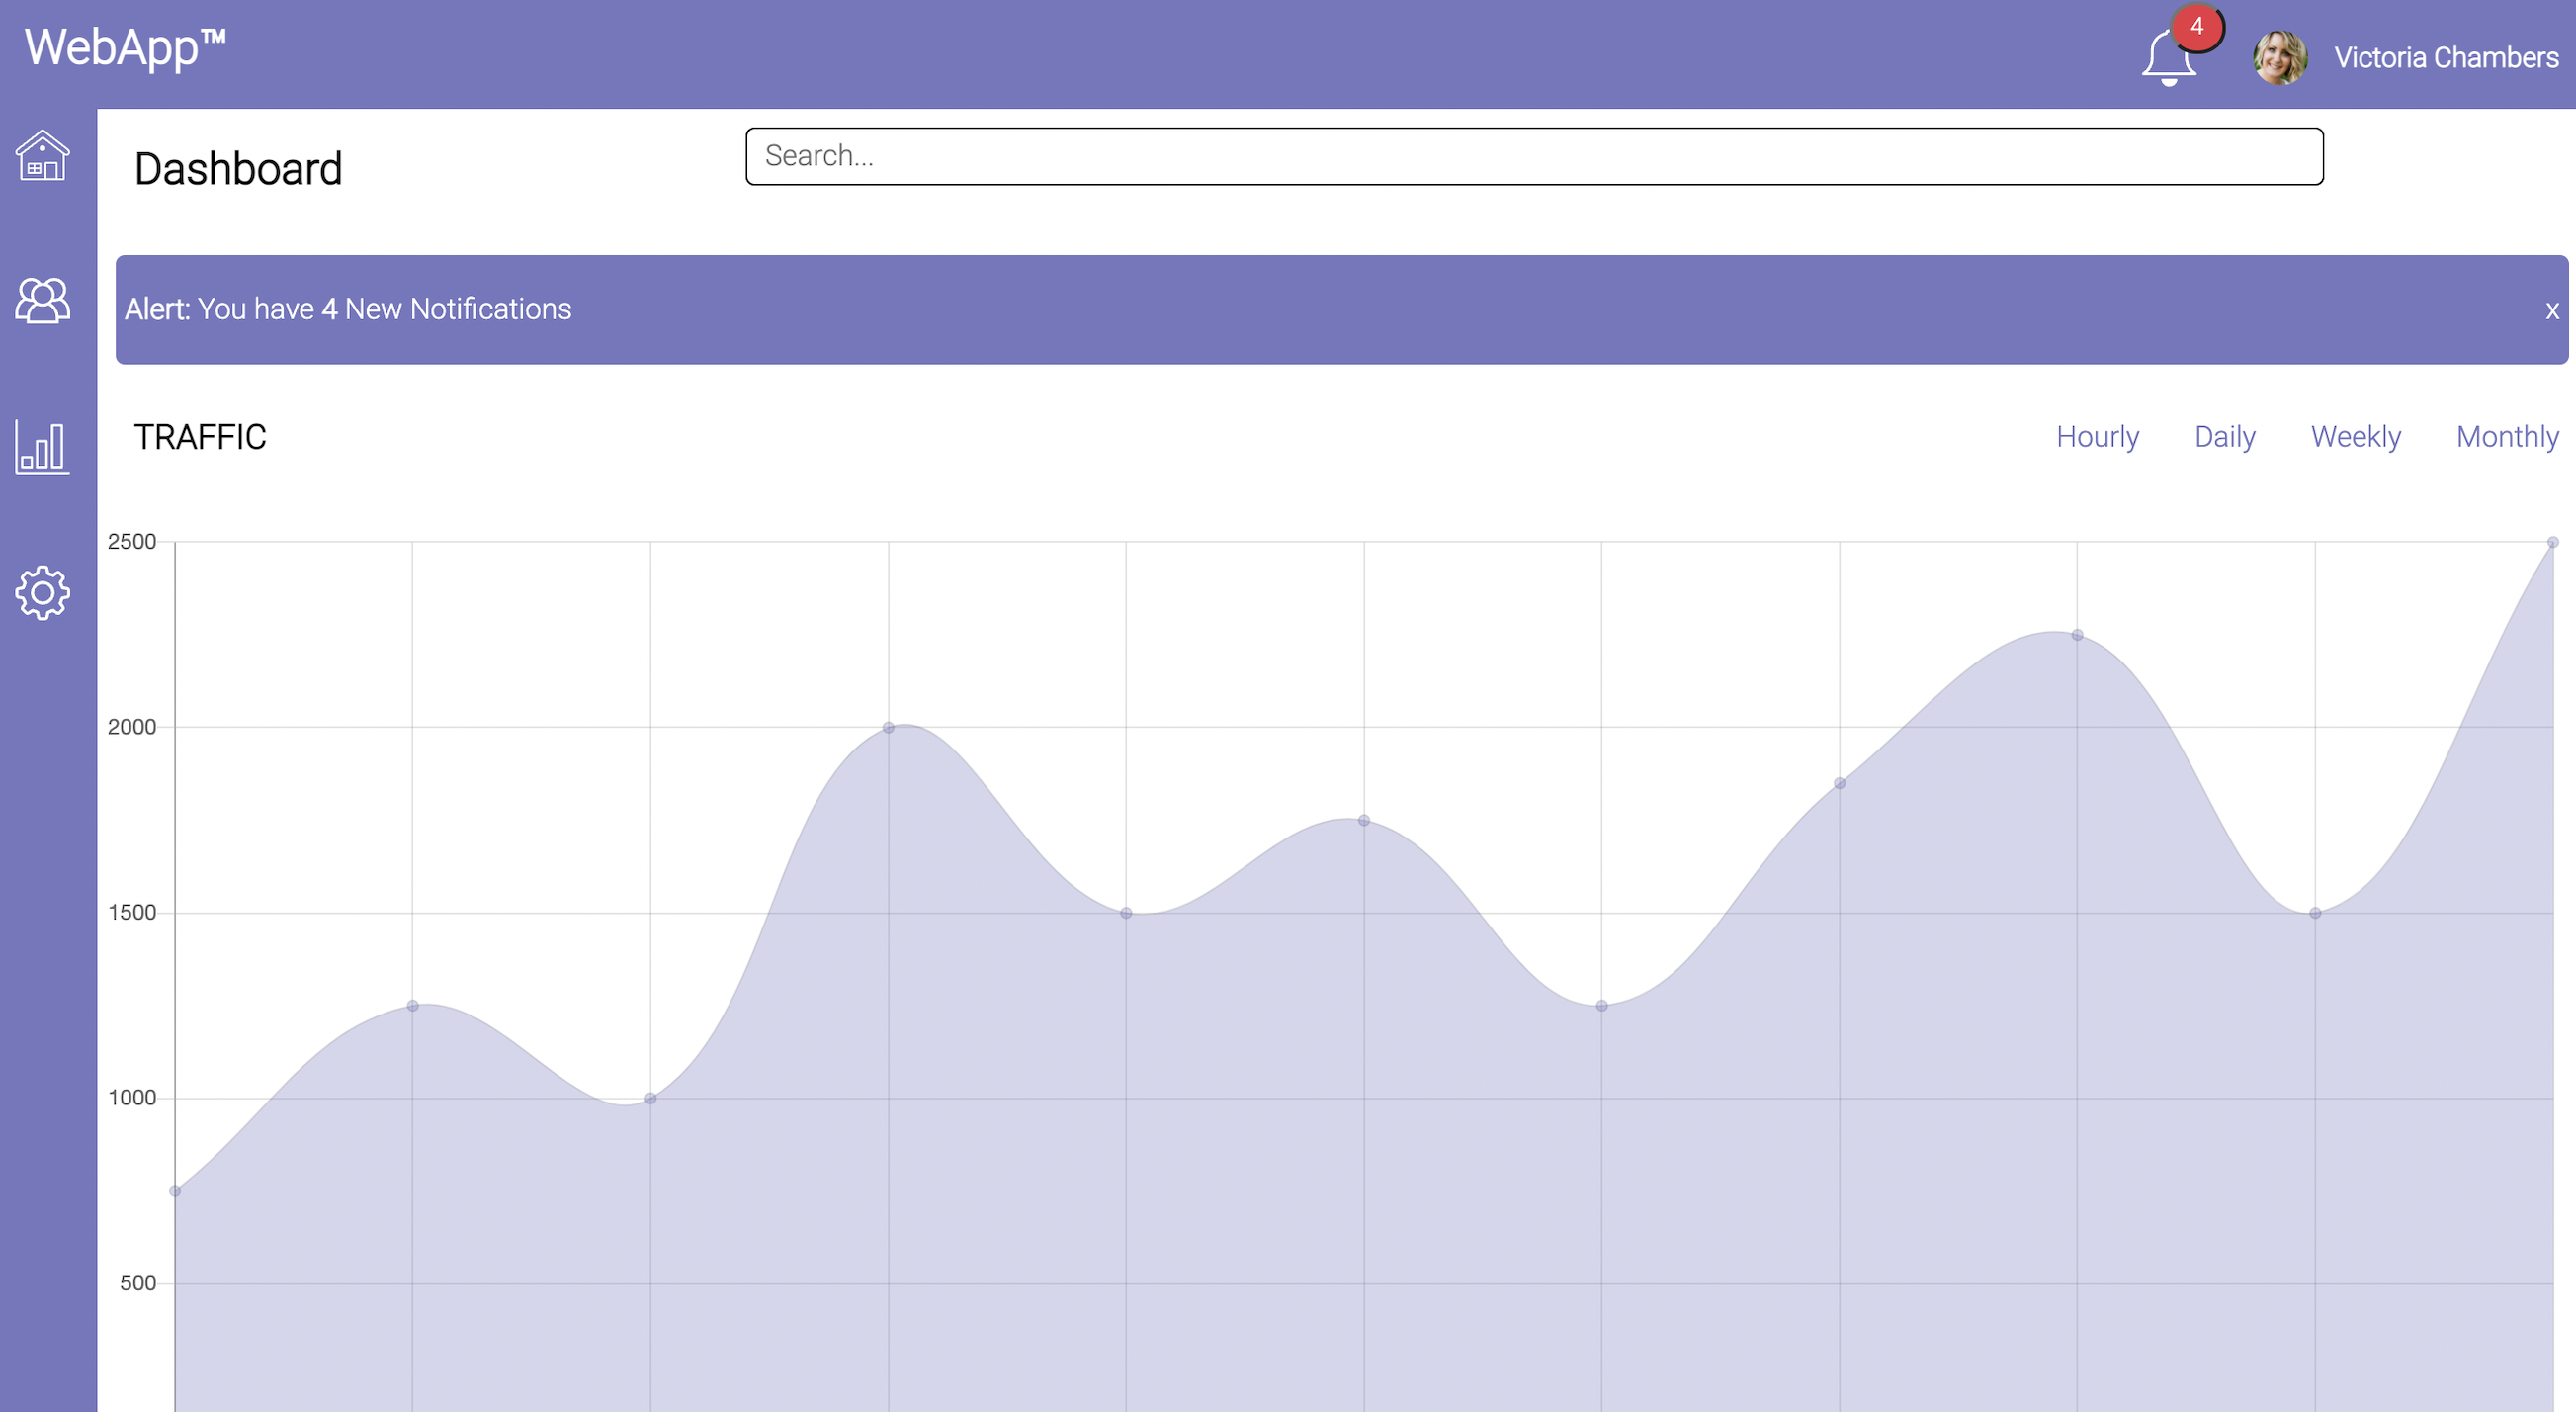 WebApp™
4
Victoria Chambers
Dashboard
Search...
Alert: You have 4 New Notifications
x
TRAFFIC
Hourly Daily Weekly Monthly
2500
2000
1500
1000
500